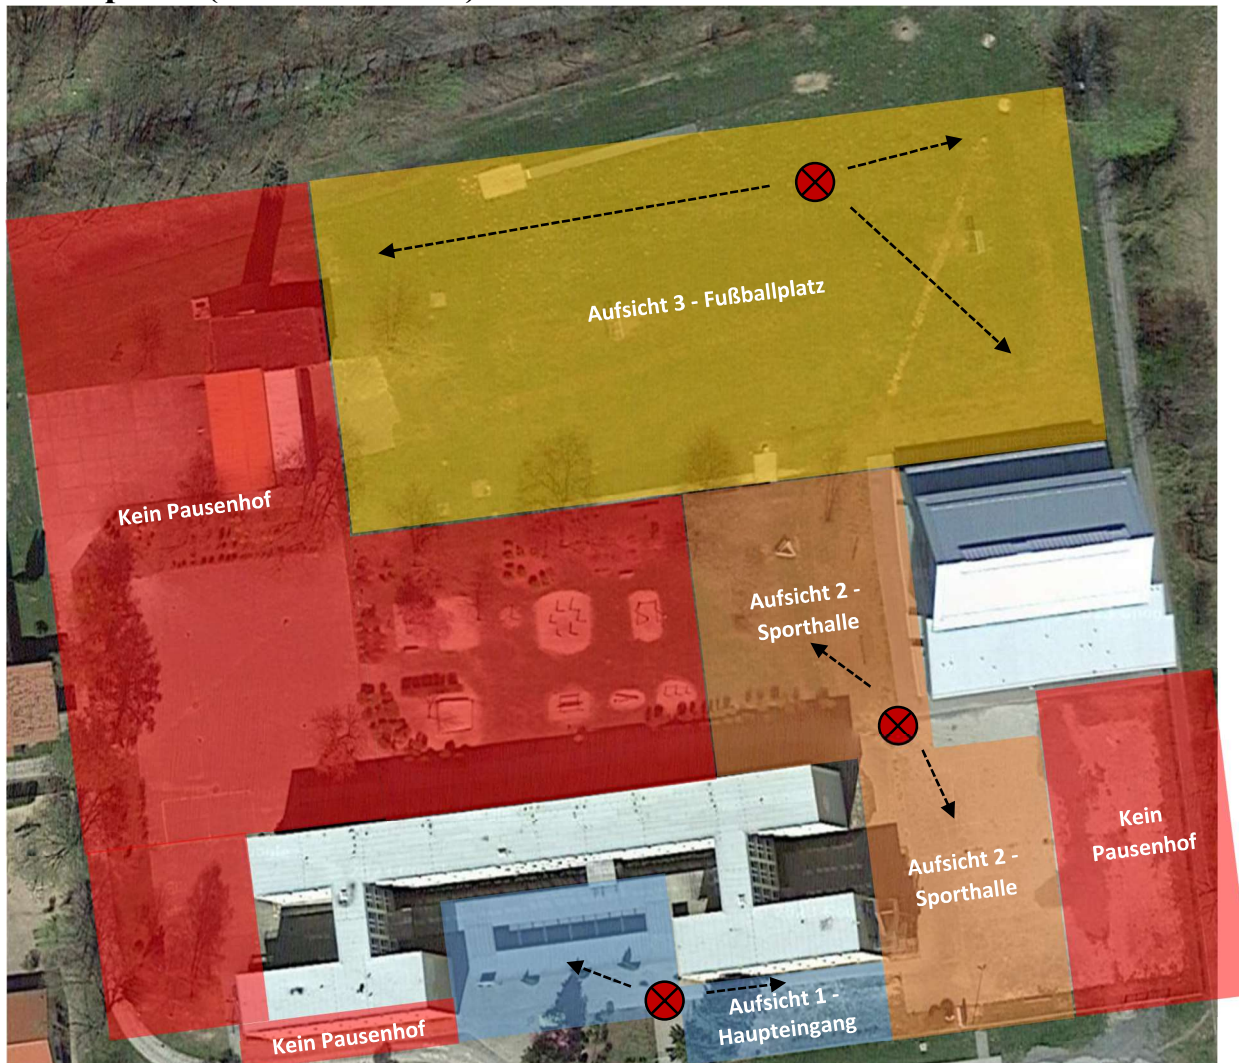 Aufsicht 3 - Fußballplatz
Kein Pausenhof
Aufsicht 2 -
Sporthalle
Kein
Pausenhof
Aufsicht 2 -
Sporthalle
Aufsicht 1 -
Haupteingang
Kein Pausenhof